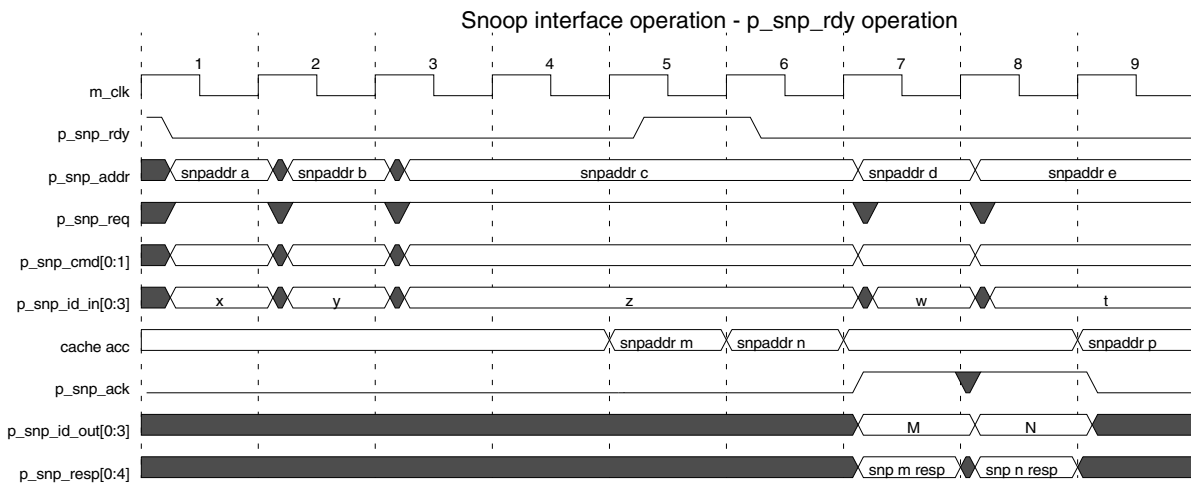 Snoop interface operation - p_snp_rdy operation
1 2 3 4 5 6 7 8 9
m_clk
p_snp_rdy
p_snp_addr snpaddr a snpaddr b snpaddr c snpaddr d snpaddr e
p_snp_req
p_snp_cmd[0:1]
p_snp_id_in[0:3] x y z w t
cache acc snpaddr m snpaddr n snpaddr p
p_snp_ack
p_snp_id_out[0:3] M N
p_snp_resp[0:4] snp m resp snp n resp